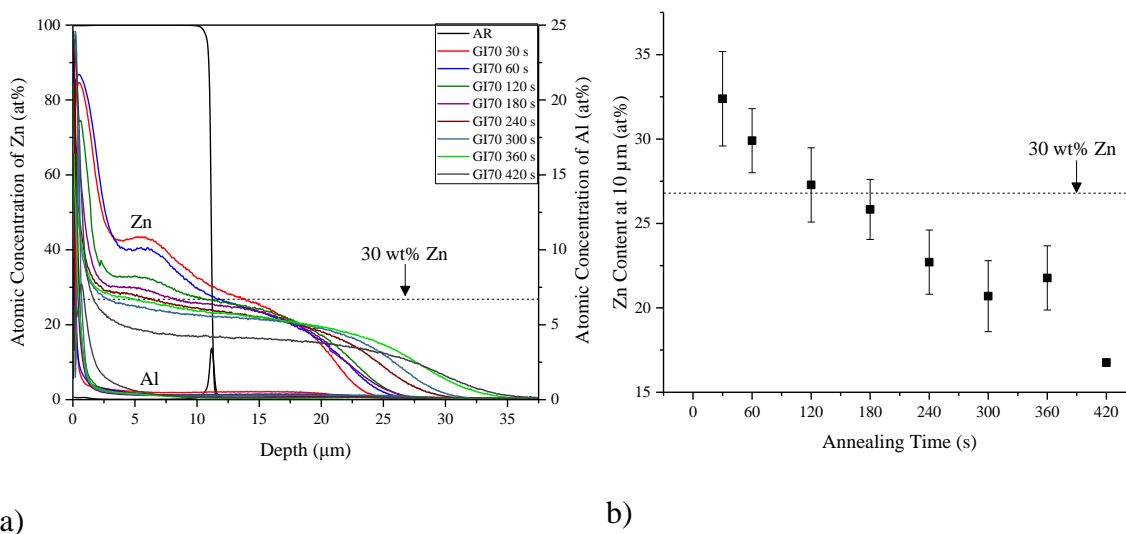 100
80
60
40
20
0
Atomic Concentration of Zn (at%)
0 5 10 15 20 25 30 35
Depth (μm)
25
20
15
10
5
0
Atomic Concentration of Al (at%)
AR
GI70 30 s
GI70 60 s
GI70 120 s
GI70 180 s
GI70 240 s
GI70 300 s
GI70 360 s
GI70 420 s
Zn
30 wt% Zn
Al
a)
35
30
25
20
15
Zn Content at 10 μm (at%)
30 wt% Zn
0 60 120 180 240 300 360 420
Annealing Time (s)
b)